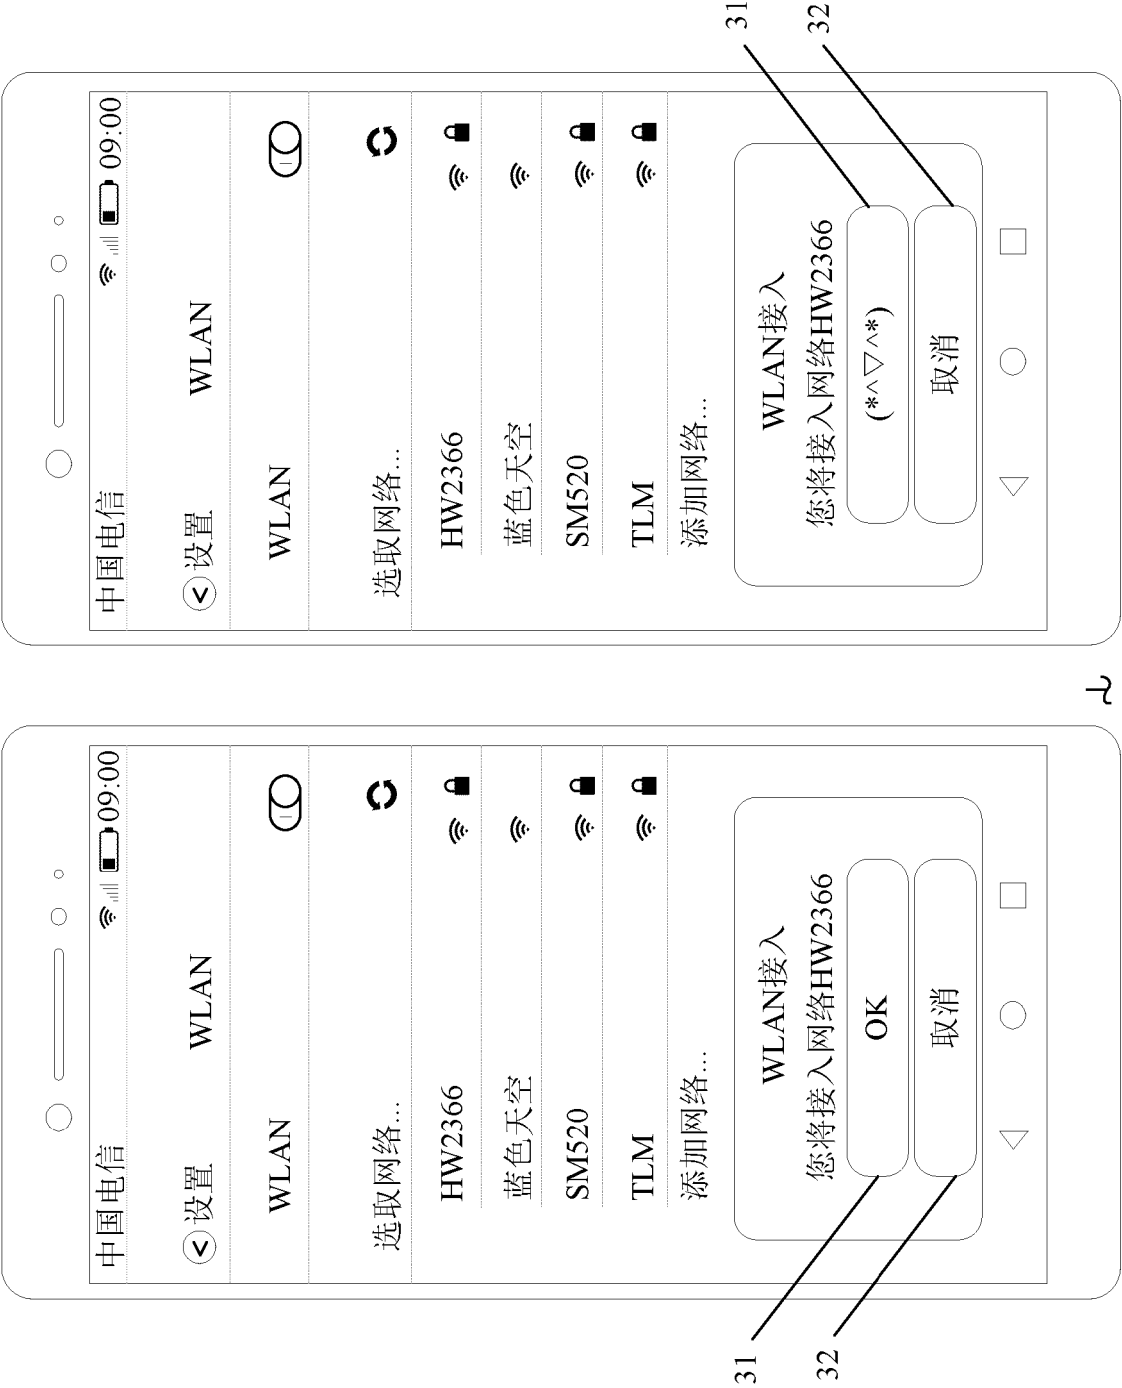 中国电信 09:00
< 设置 WLAN
WLAN
选取网络...
HW2366
蓝色天空
SM520
TLM
添加网络...
WLAN接入
您将接入网络HW2366
OK
取消
31
32
中国电信 09:00
< 设置 WLAN
WLAN
选取网络...
HW2366
蓝色天空
SM520
TLM
添加网络...
WLAN接入
您将接入网络HW2366
(*^▽^*)
取消
31
32